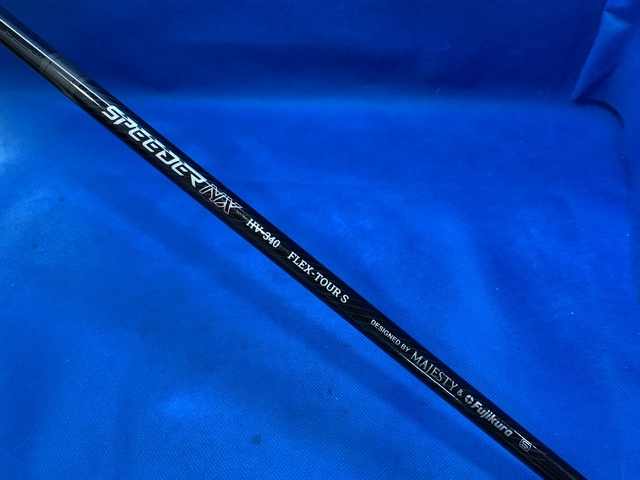 SPEEDER NX HV-340 FLEX-TOUR S DESIGNED BY MAJESTY & Fujikura S